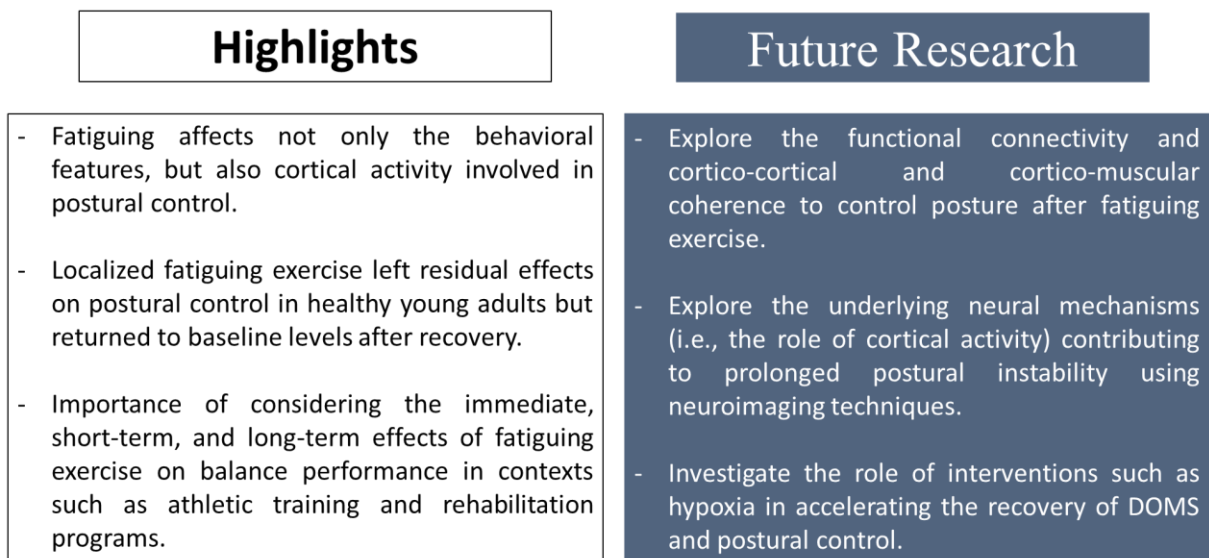 Highlights
- Fatiguing affects not only the behavioral
features, but also cortical activity involved in
postural control.
- Localized fatiguing exercise left residual effects
on postural control in healthy young adults but
returned to baseline levels after recovery.
- Importance of considering the immediate,
short-term, and long-term effects of fatiguing
exercise on balance performance in contexts
such as athletic training and rehabilitation
programs.
Future Research
- Explore the functional connectivity and
cortico-cortical and cortico-muscular
coherence to control posture after fatiguing
exercise.
- Explore the underlying neural mechanisms
(i.e., the role of cortical activity) contributing
to prolonged postural instability using
neuroimaging techniques.
- Investigate the role of interventions such as
hypoxia in accelerating the recovery of DOMS
and postural control.